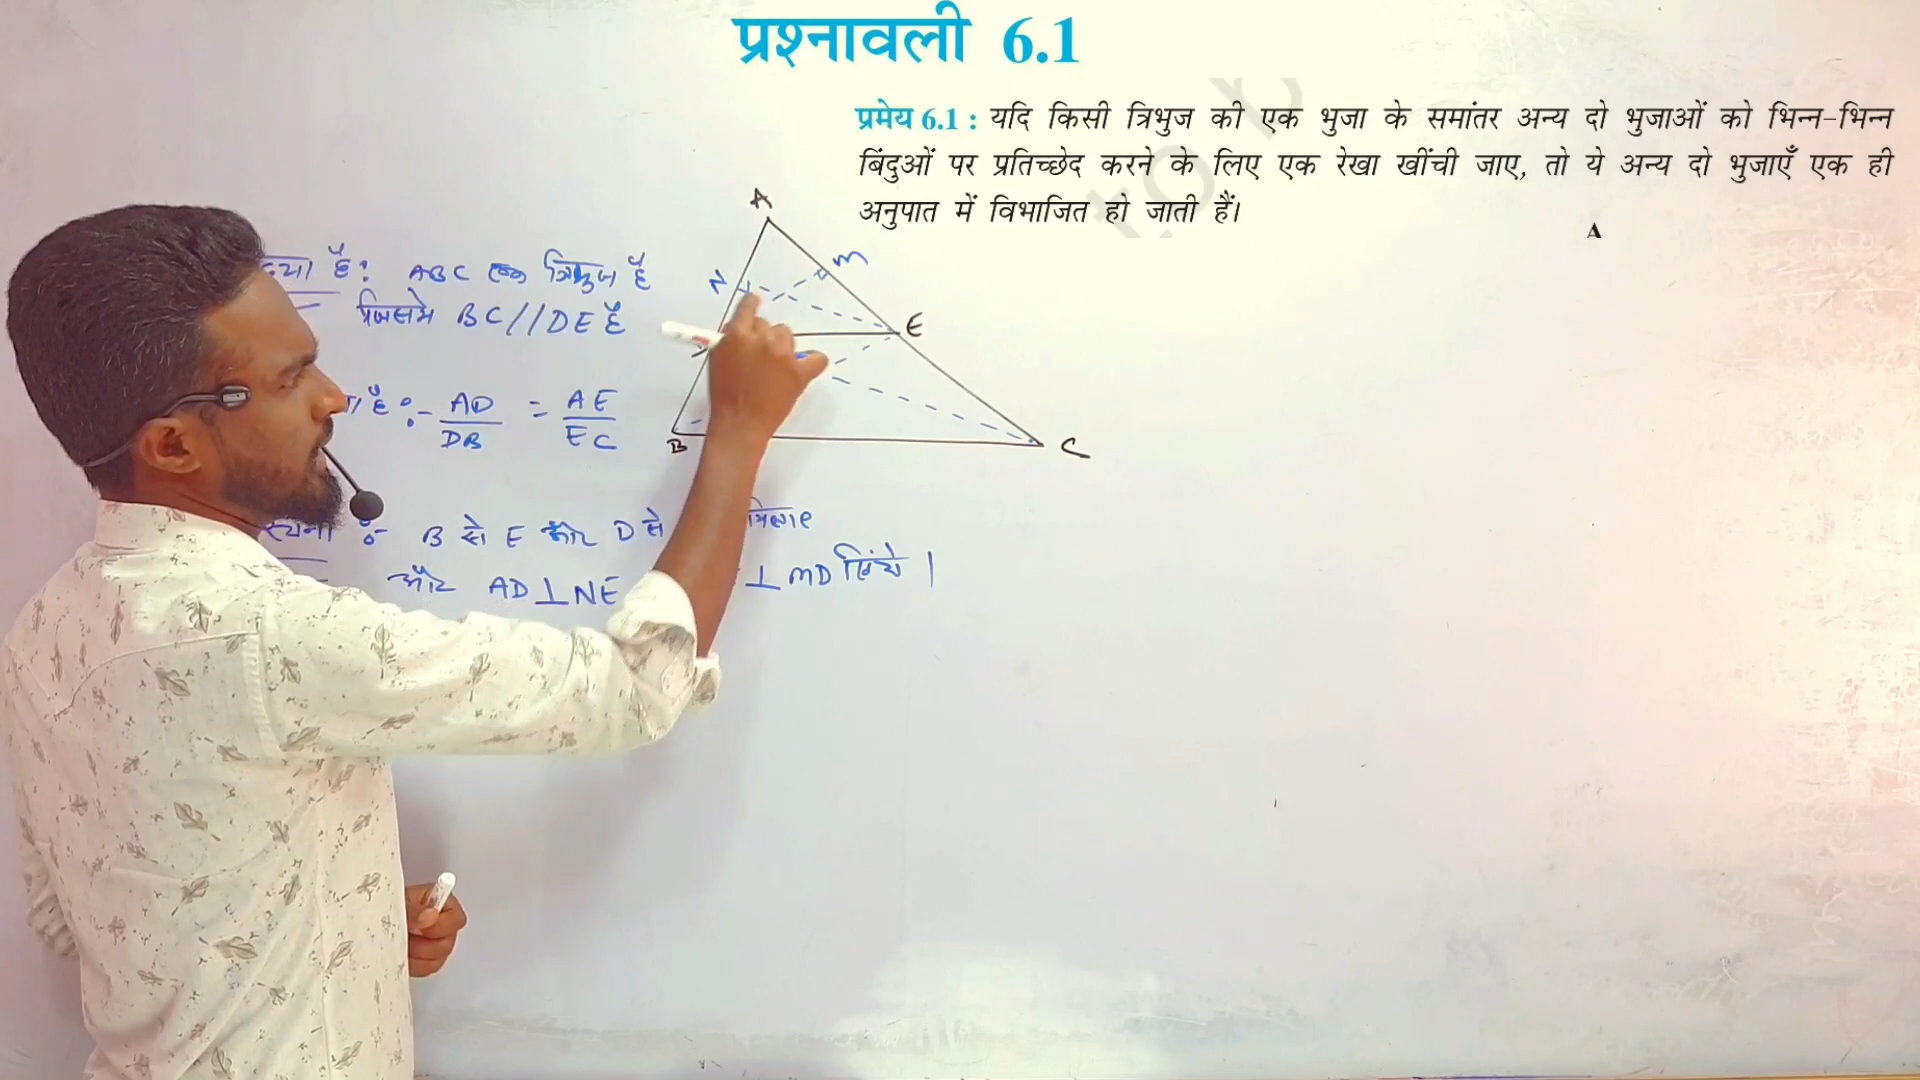 प्रश्नावली 6.1
प्रमेय 6.1 : यदि किसी त्रिभुज की एक भुजा के समांतर अन्य दो भुजाओं को भिन्न-भिन्न
बिंदुओं पर प्रतिच्छेद करने के लिए एक रेखा खींची जाए, तो ये अन्य दो भुजाएँ एक ही
अनुपात में विभाजित हो जाती हैं।
A
A
M
N
E
B
C
है: ABC एक त्रिभुज है
जिसमे BC//DE है
है :- AD/DB = AE/EC
रचना :- B से E और D से
और AD⊥NE ⊥MD खिंचे |